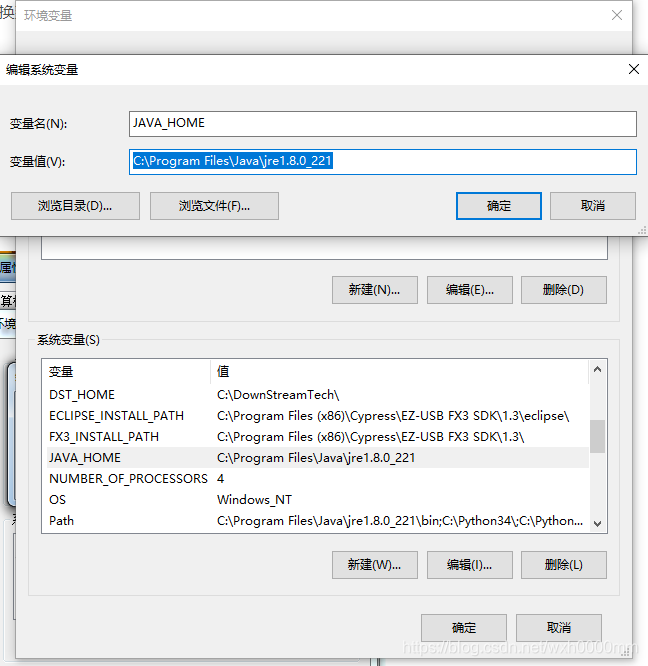 换
环境变量
编辑系统变量
变量名(N):
JAVA_HOME
变量值(V):
C:\Program Files\Java\jre1.8.0_221
浏览目录(D)...
浏览文件(F)...
确定
取消
新建(N)...
编辑(E)...
删除(D)
系统变量(S)
变量 值
DST_HOME C:\DownStreamTech\
ECLIPSE_INSTALL_PATH C:\Program Files (x86)\Cypress\EZ-USB FX3 SDK\1.3\eclipse\
FX3_INSTALL_PATH C:\Program Files (x86)\Cypress\EZ-USB FX3 SDK\1.3\
JAVA_HOME C:\Program Files\Java\jre1.8.0_221
NUMBER_OF_PROCESSORS 4
OS Windows_NT
Path C:\Program Files\Java\jre1.8.0_221\bin;C:\Python34\;C:\Python...
新建(W)...
编辑(I)...
删除(L)
确定
取消
https://blog.csdn.net/wxh0000mm